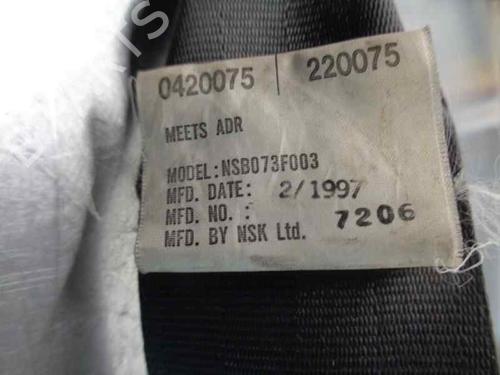 0420075 220075
MEETS ADR
MODEL:NSB073F003
MFD. DATE: 2/1997
MFD. NO. : 7206
MFD. BY NSK Ltd.